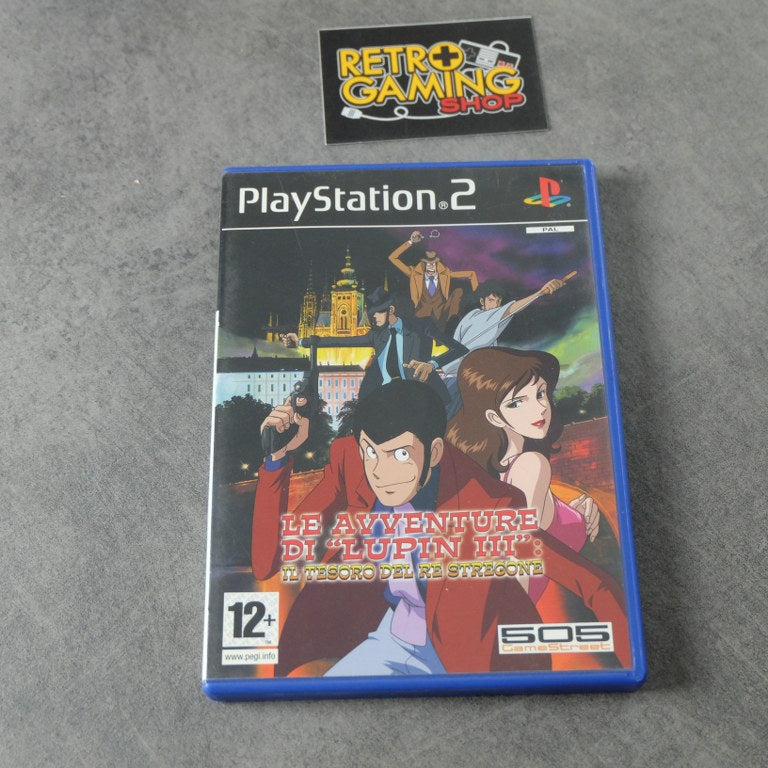 RETRO
GAMING
SHOP
PlayStation®2
PAL
LE AVVENTURE
DI "LUPIN III":
IL TESORO DEL RE STREGONE
12+
www.pegi.info
505
GameStreet